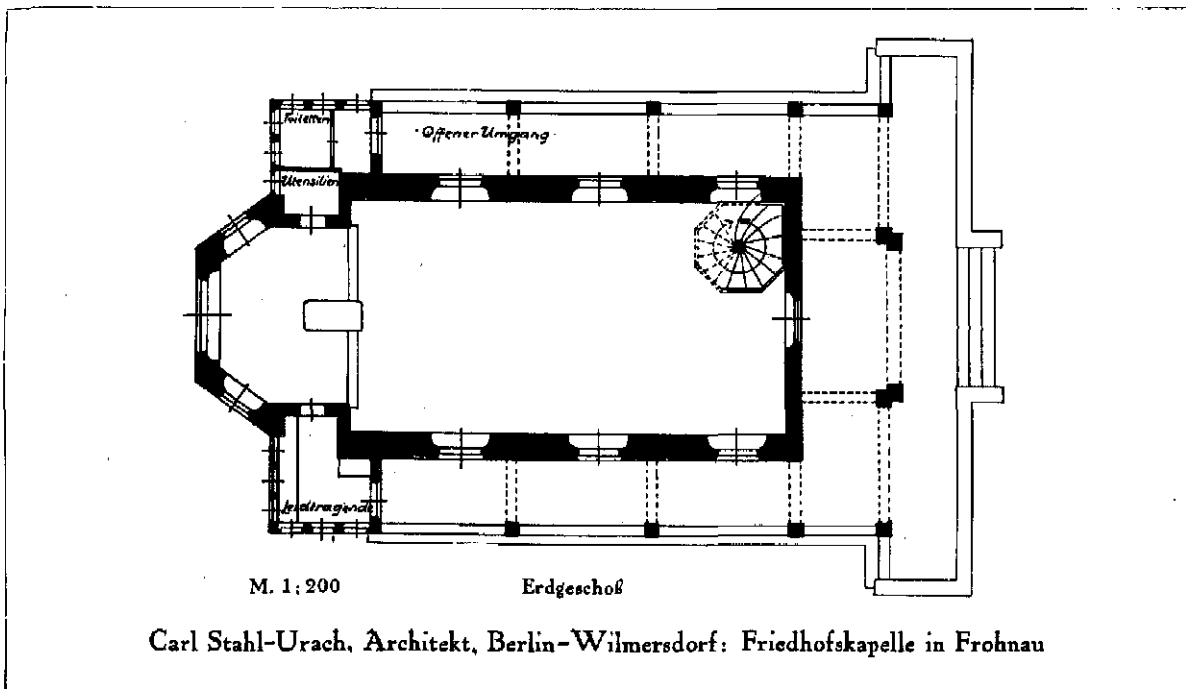 Toiletten
Offener Umgang
Utensilien
Leidtragende
M. 1:200 Erdgeschoß
Carl Stahl-Urach, Architekt, Berlin-Wilmersdorf: Friedhofskapelle in Frohnau